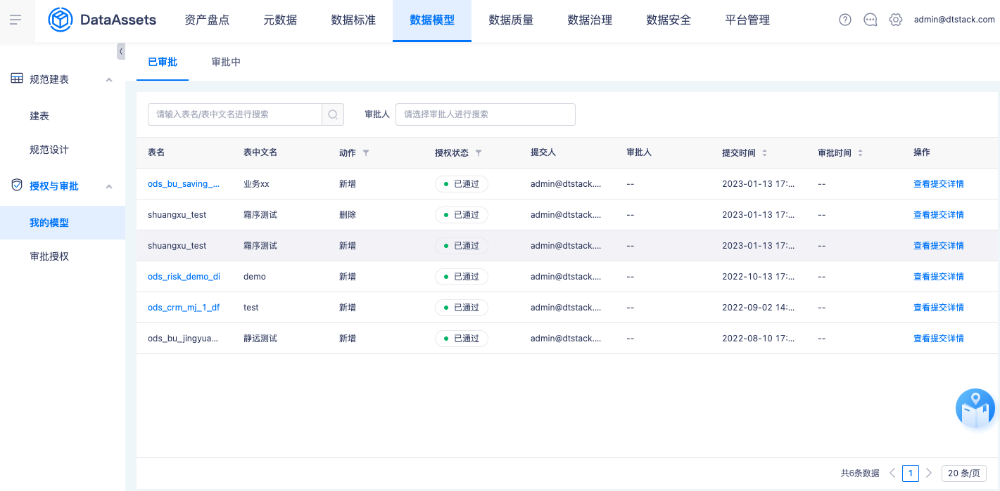 DataAssets 资产盘点 元数据 数据标准 数据模型 数据质量 数据治理 数据安全 平台管理 admin@dtstack.com
规范建表
建表
规范设计
授权与审批
我的模型
审批授权
已审批 审批中
请输入表名/表中文名进行搜索 审批人 请选择审批人进行搜索
表名 表中文名 动作 授权状态 提交人 审批人 提交时间 审批时间 操作
ods_bu_saving_... 业务xx 新增 已通过 admin@dtstack.... -- 2023-01-13 17:... -- 查看提交详情
shuangxu_test 霜序测试 删除 已通过 admin@dtstack.... -- 2023-01-13 17:... -- 查看提交详情
shuangxu_test 霜序测试 新增 已通过 admin@dtstack.... -- 2023-01-13 17:... -- 查看提交详情
ods_risk_demo_di demo 新增 已通过 admin@dtstack.... -- 2022-10-13 17:... -- 查看提交详情
ods_crm_mj_1_df test 新增 已通过 admin@dtstack.... -- 2022-09-02 14:... -- 查看提交详情
ods_bu_jingyua... 静远测试 新增 已通过 admin@dtstack.... -- 2022-08-10 17:... -- 查看提交详情
共6条数据 1 20 条/页